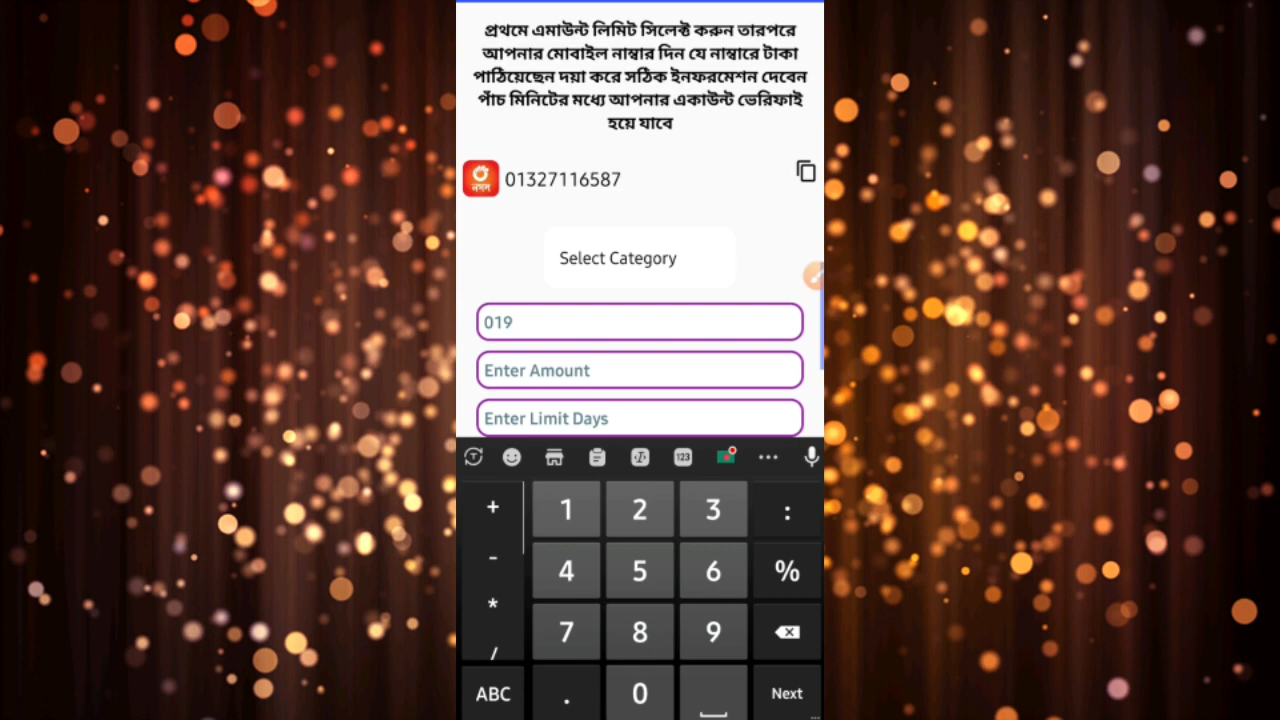 প্রথমে এমাউন্ট লিমিট সিলেক্ট করুন তারপরে
আপনার মোবাইল নাম্বার দিন যে নাম্বারে টাকা
পাঠিয়েছেন দয়া করে সঠিক ইনফরমেশন দেবেন
পাঁচ মিনিটের মধ্যে আপনার একাউন্ট ভেরিফাই
হয়ে যাবে
নগদ
01327116587
Select Category
019
Enter Amount
Enter Limit Days
123
+ 1 2 3 :
- 4 5 6 %
*
7 8 9
/
ABC . 0 Next